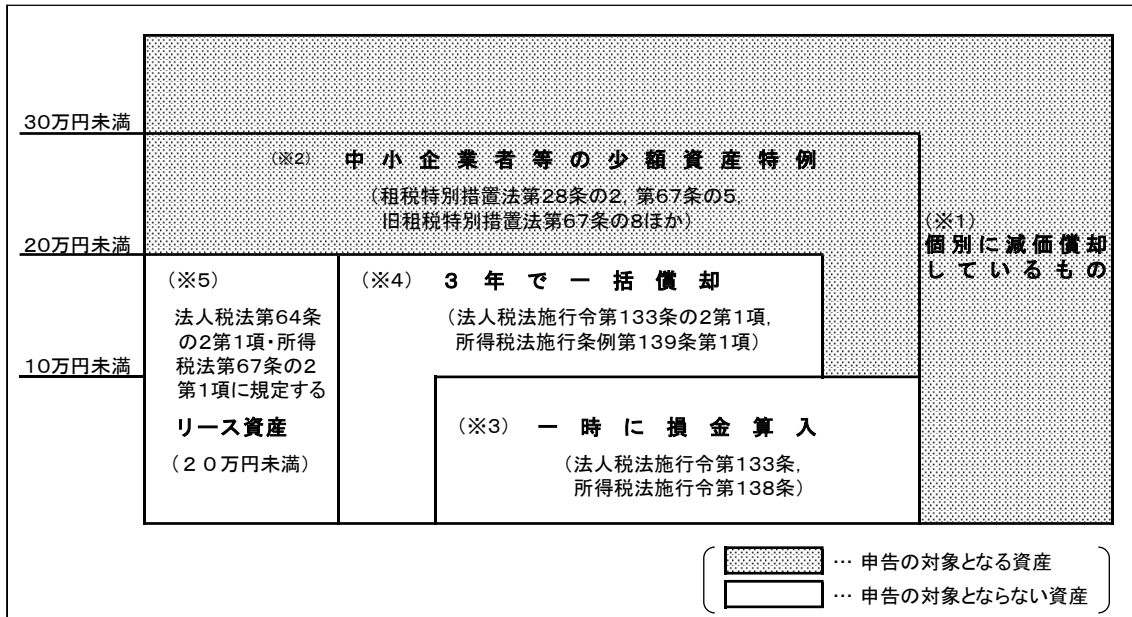 30万円未満
(※2) 中小企業者等の少額資産特例
(租税特別措置法第28条の2, 第67条の5,
旧租税特別措置法第67条の8ほか)
(※1)
個別に減価償却
しているもの
20万円未満
(※5)
法人税法第64条
の2第1項・所得
税法第67条の2
第1項に規定する
リース資産
(20万円未満)
(※4) 3年で一括償却
(法人税法施行令第133条の2第1項,
所得税法施行条例第139条第1項)
10万円未満
(※3) 一時に損金算入
(法人税法施行令第133条,
所得税法施行令第138条)
… 申告の対象となる資産
… 申告の対象とならない資産